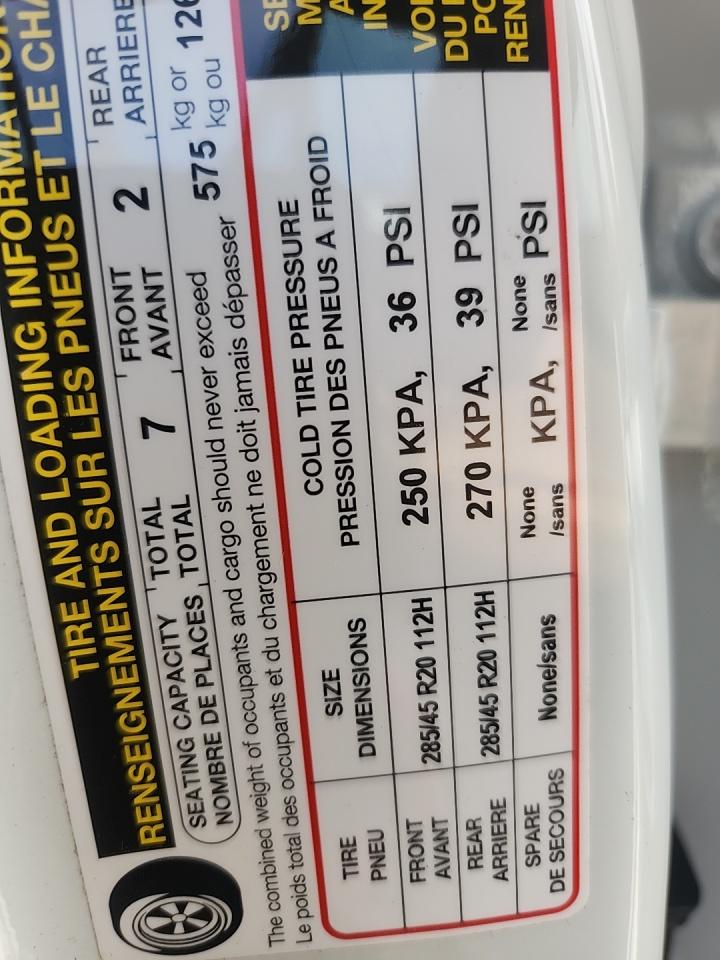 TIRE AND LOADING INFORMATION
RENSEIGNEMENTS SUR LES PNEUS ET LE
SEATING CAPACITY TOTAL 7 FRONT 2 REAR
NOMBRE DE PLACES TOTAL AVANT ARRIERE
The combined weight of occupants and cargo should never exceed 575 kg or
Le poids total des occupants et du chargement ne doit jamais dépasser kg ou
TIRE SIZE COLD TIRE PRESSURE
PNEU DIMENSIONS PRESSION DES PNEUS A FROID
FRONT 285/45 R20 112H 250 KPA, 36 PSI
AVANT
REAR 285/45 R20 112H 270 KPA, 39 PSI
ARRIERE
SPARE None/sans None /sans KPA, None /sans PSI
DE SECOURS